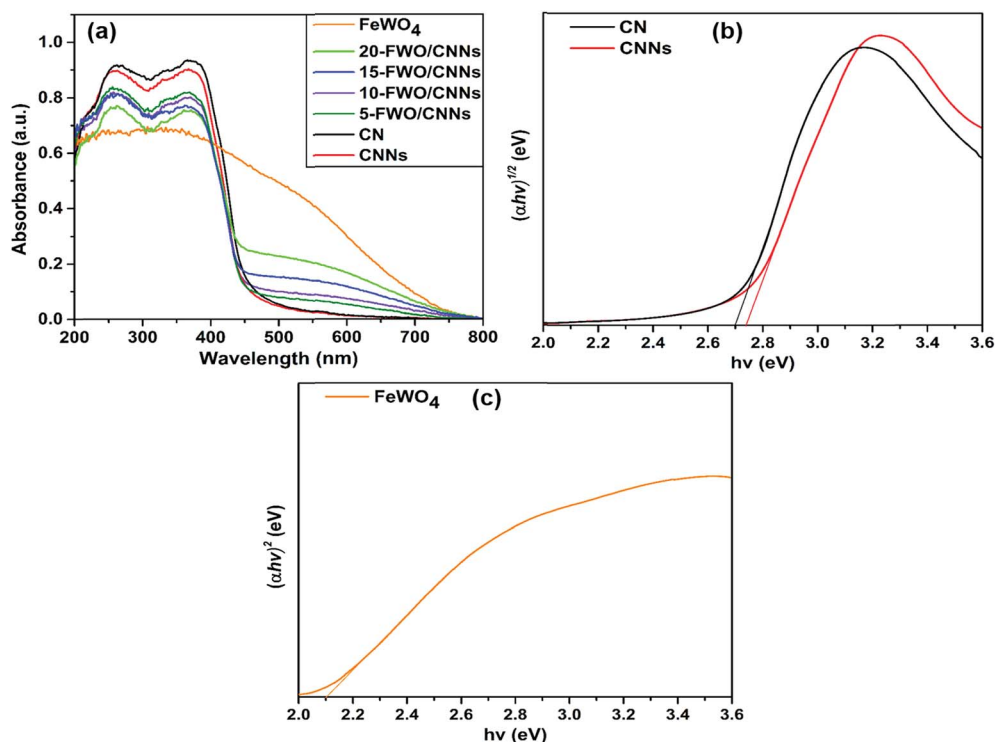 (a)
FeWO4
20-FWO/CNNs
15-FWO/CNNs
10-FWO/CNNs
5-FWO/CNNs
CN
CNNs
Absorbance (a.u.)
1.0
0.8
0.6
0.4
0.2
0.0
200 300 400 500 600 700 800
Wavelength (nm)
(b)
CN
CNNs
(αhv)1/2 (eV)
2.0 2.2 2.4 2.6 2.8 3.0 3.2 3.4 3.6
hv (eV)
(c)
FeWO4
(αhv)2 (eV)
2.0 2.2 2.4 2.6 2.8 3.0 3.2 3.4 3.6
hv (eV)